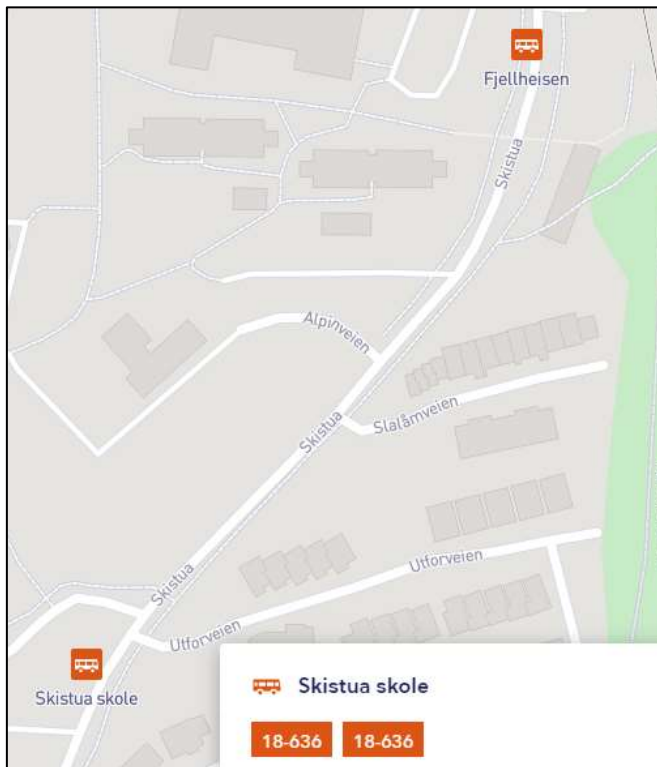 Fjellheisen
Skistua
Alpinveien
Skistua
Slalåmveien
Utforveien
Skistua
Utforveien
Skistua skole
Skistua skole
18-636 18-636